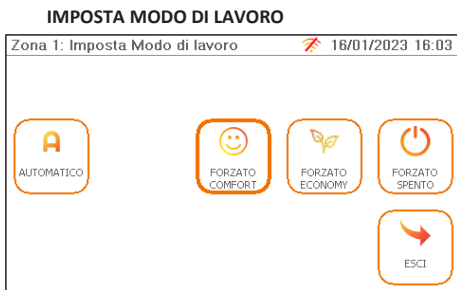 IMPOSTA MODO DI LAVORO
Zona 1: Imposta Modo di lavoro 16/01/2023 16:03
A
AUTOMATICO
FORZATO
COMFORT
FORZATO
ECONOMY
FORZATO
SPENTO
ESCI